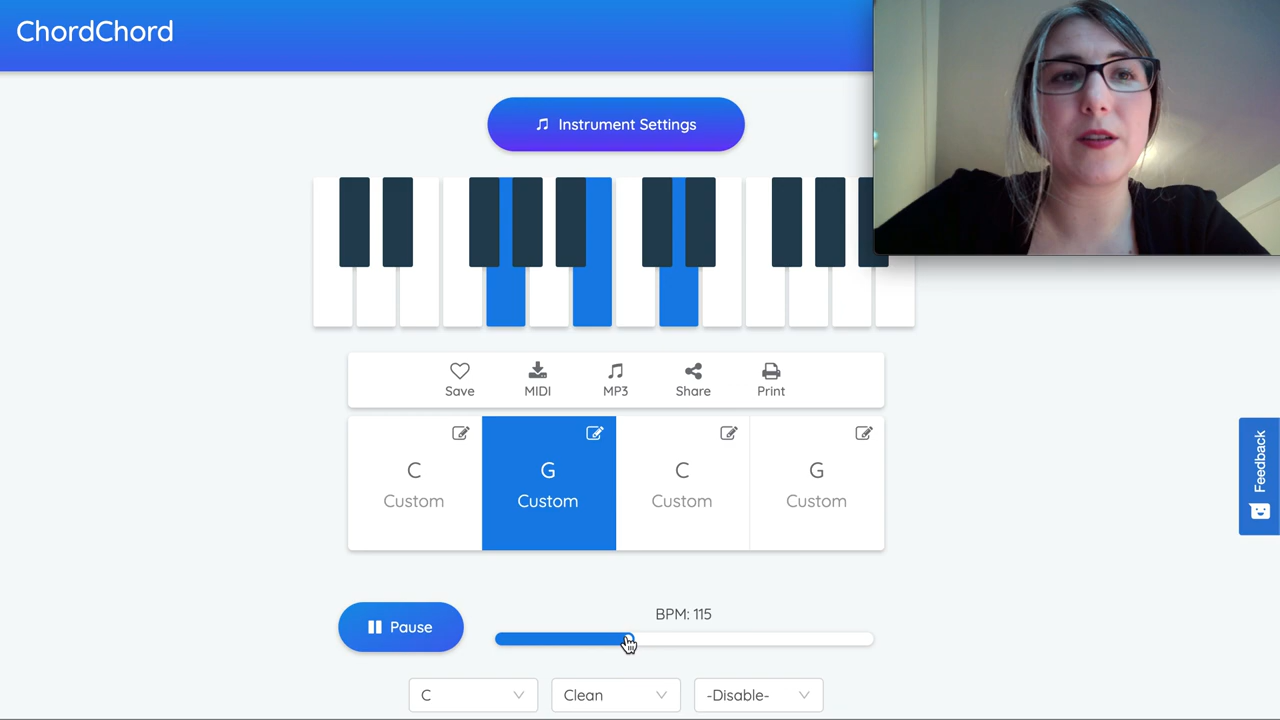 ChordChord
Instrument Settings
Save
MIDI
MP3
Share
Print
C
Custom
G
Custom
C
Custom
G
Custom
BPM: 115
Pause
C
Clean
-Disable-
Feedback